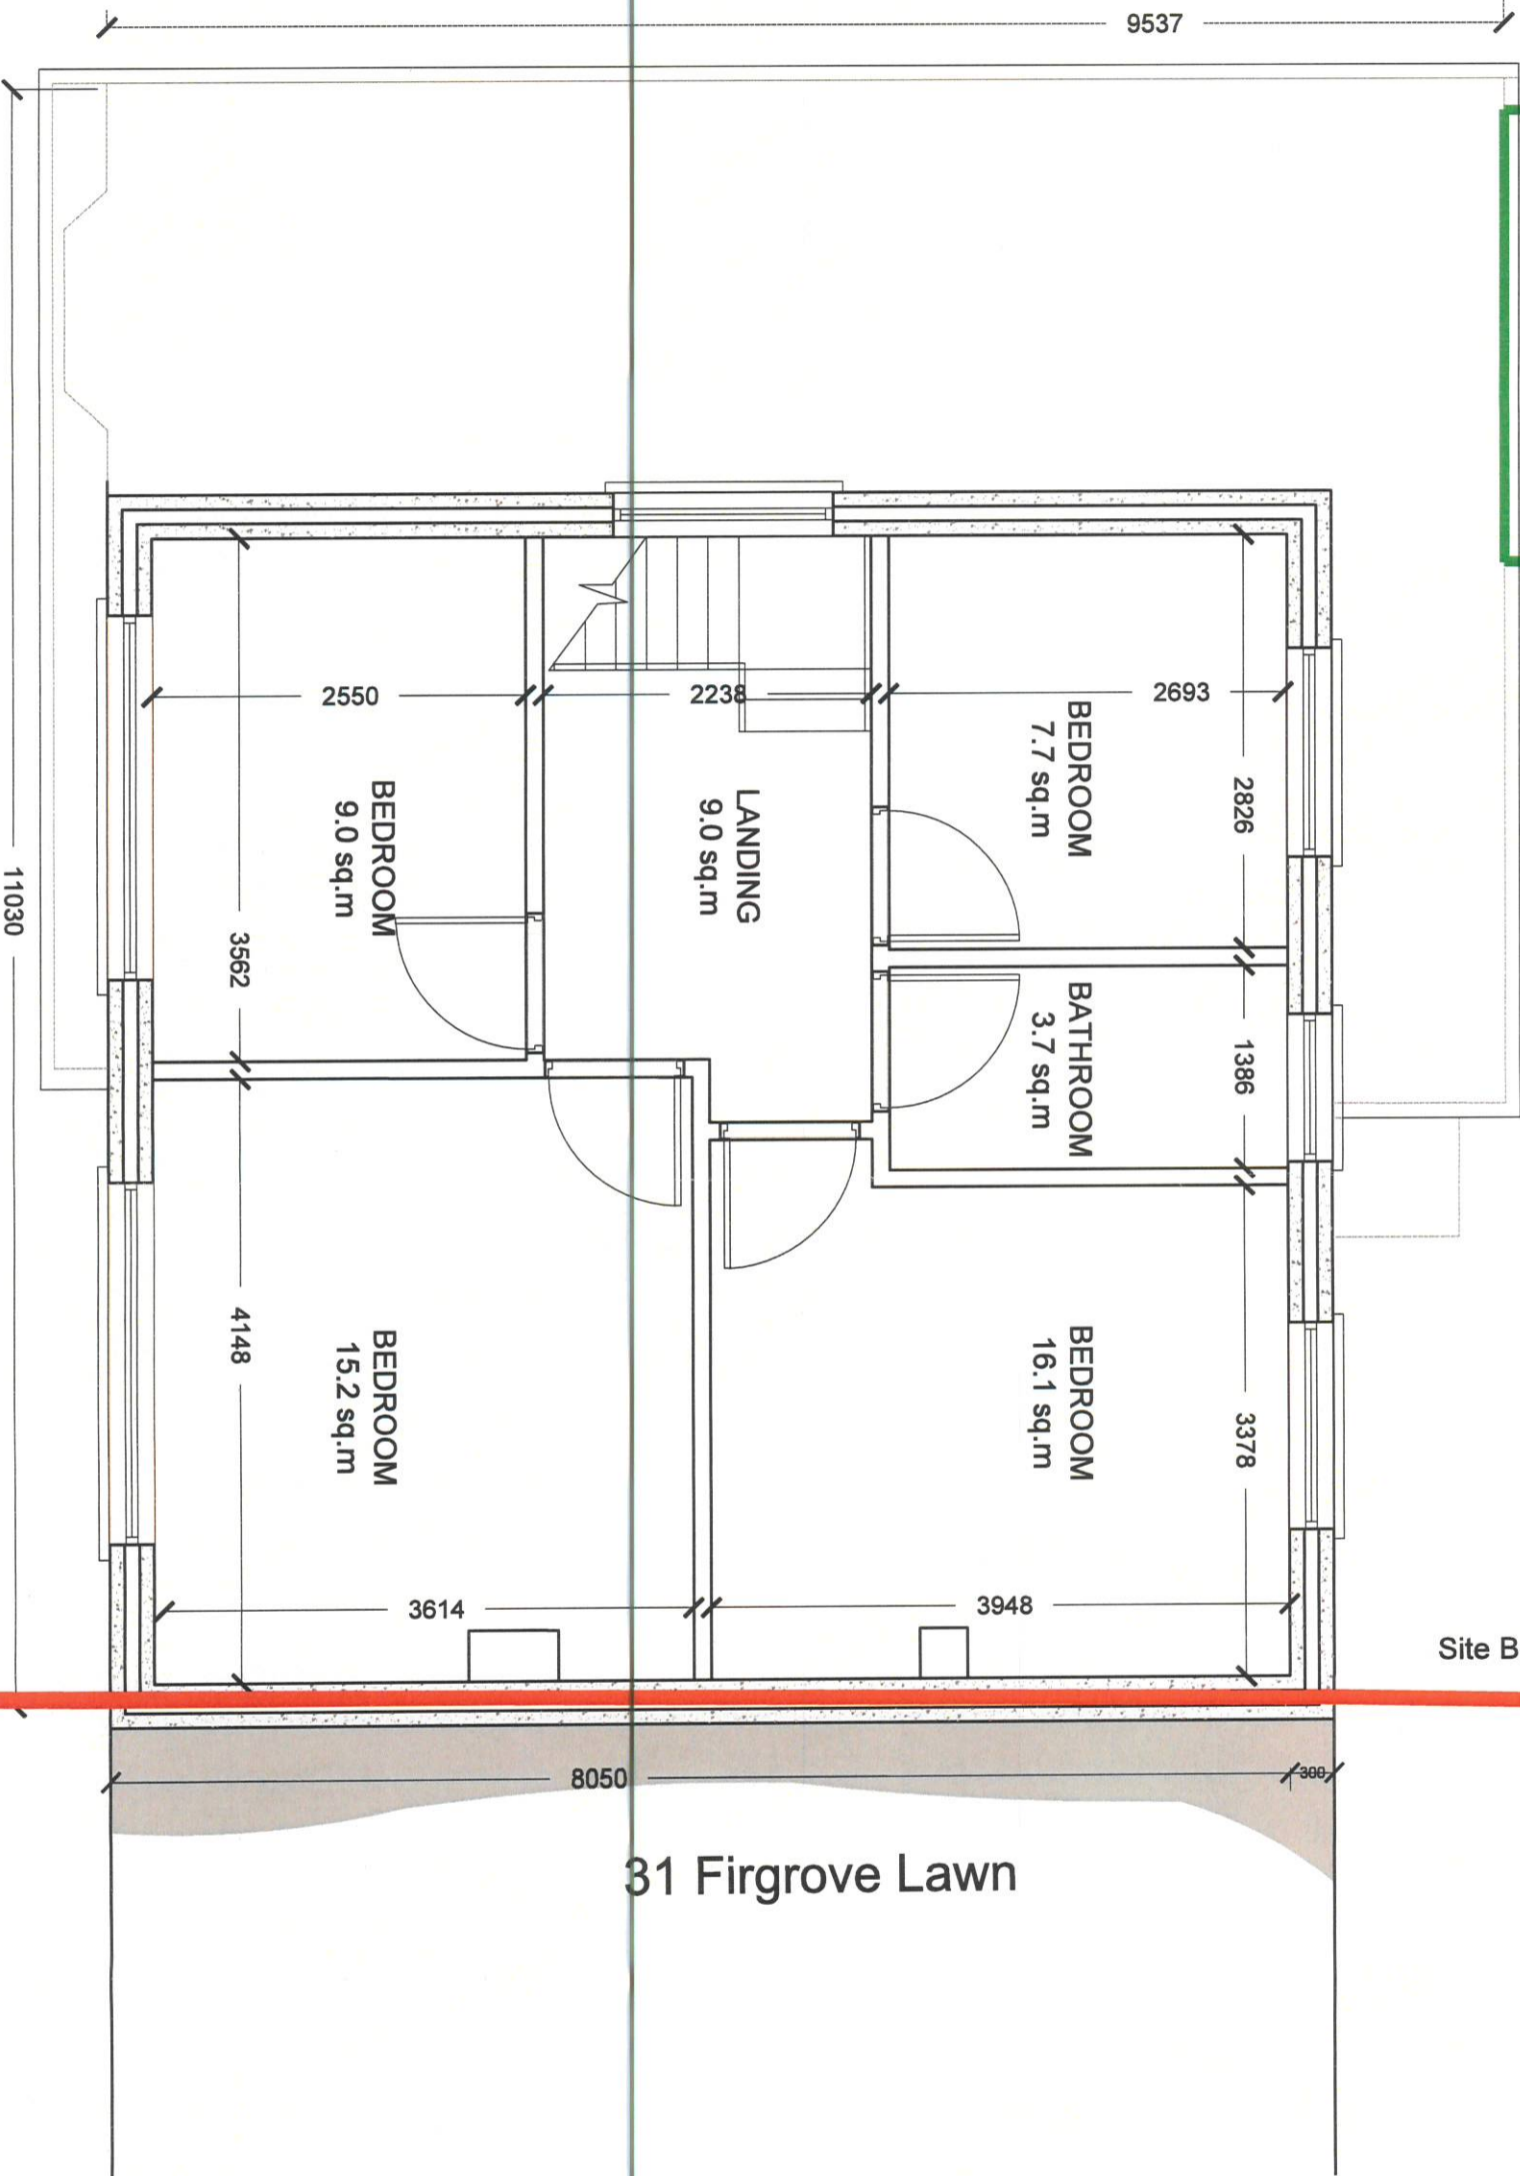 9537
11030
2550
2238
2693
BEDROOM
7.7 sq.m
2826
LANDING
9.0 sq.m
BEDROOM
9.0 sq.m
3562
BATHROOM
3.7 sq.m
1386
BEDROOM
15.2 sq.m
4148
BEDROOM
16.1 sq.m
3378
3614
3948
Site B
8050
300
31 Firgrove Lawn